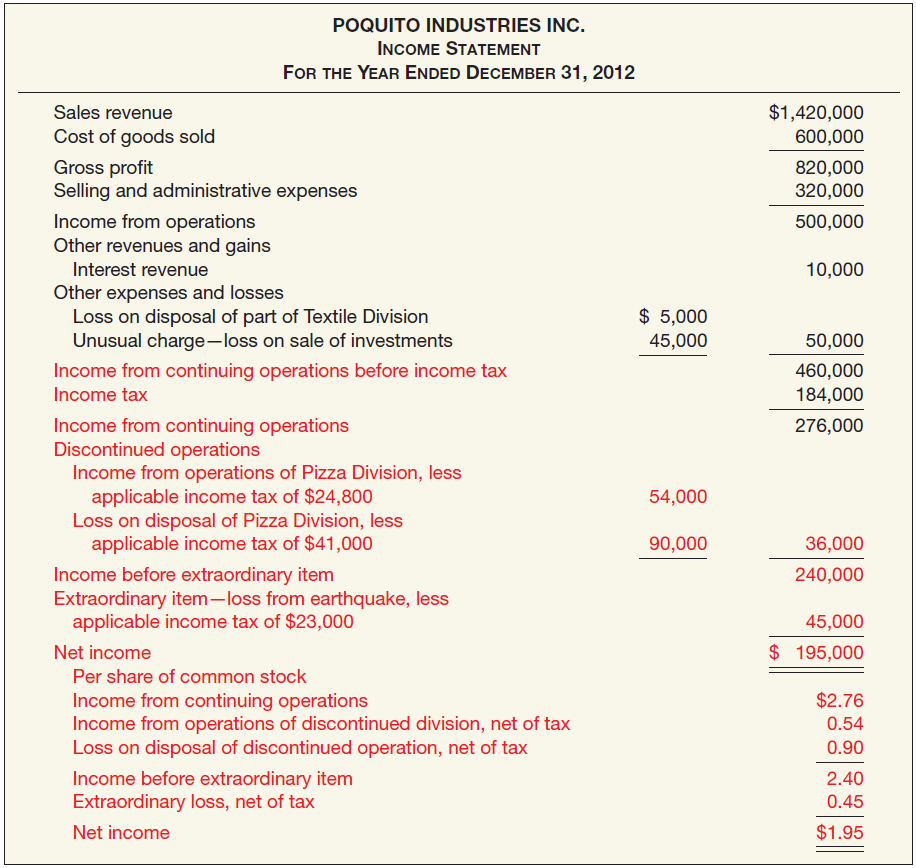 POQUITO INDUSTRIES INC.
INCOME STATEMENT
FOR THE YEAR ENDED DECEMBER 31, 2012
Sales revenue $1,420,000
Cost of goods sold 600,000
Gross profit 820,000
Selling and administrative expenses 320,000
Income from operations 500,000
Other revenues and gains
Interest revenue 10,000
Other expenses and losses
Loss on disposal of part of Textile Division $ 5,000
Unusual charge—loss on sale of investments 45,000 50,000
Income from continuing operations before income tax 460,000
Income tax 184,000
Income from continuing operations 276,000
Discontinued operations
Income from operations of Pizza Division, less
applicable income tax of $24,800 54,000
Loss on disposal of Pizza Division, less
applicable income tax of $41,000 90,000 36,000
Income before extraordinary item 240,000
Extraordinary item—loss from earthquake, less
applicable income tax of $23,000 45,000
Net income $ 195,000
Per share of common stock
Income from continuing operations $2.76
Income from operations of discontinued division, net of tax 0.54
Loss on disposal of discontinued operation, net of tax 0.90
Income before extraordinary item 2.40
Extraordinary loss, net of tax 0.45
Net income $1.95